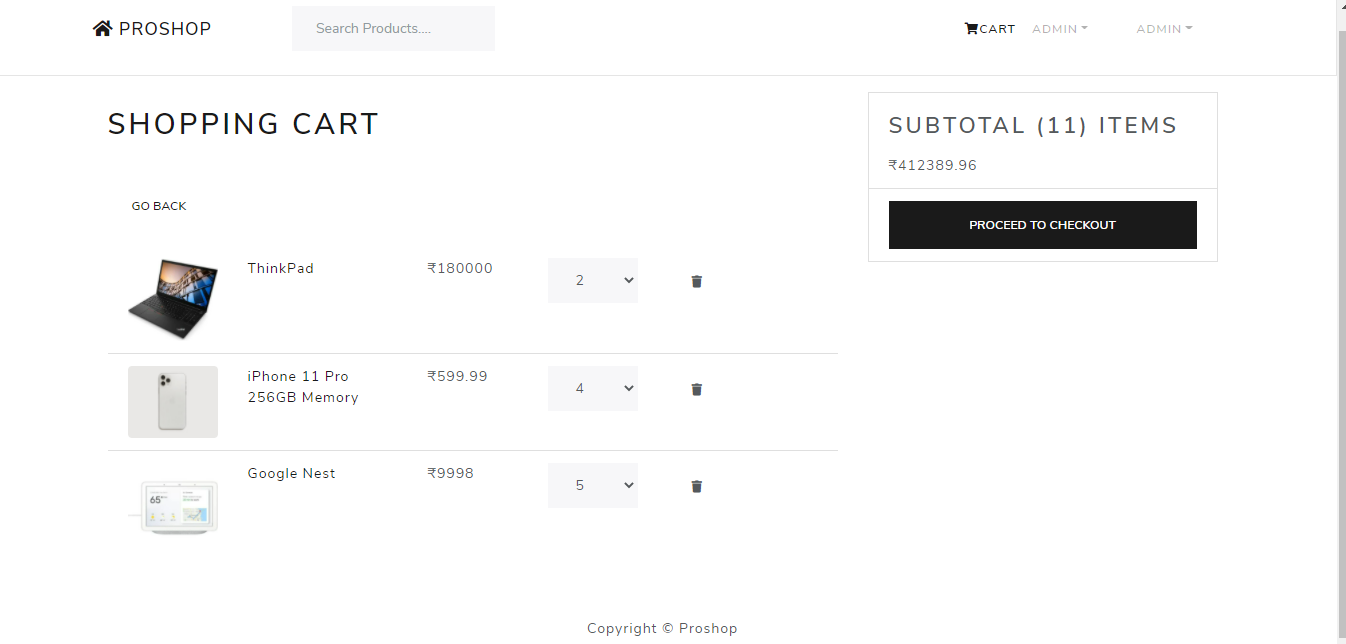 PROSHOP
Search Products....
CART
ADMIN
ADMIN
SHOPPING CART
SUBTOTAL (11) ITEMS
₹412389.96
PROCEED TO CHECKOUT
GO BACK
ThinkPad
₹180000
2
iPhone 11 Pro
256GB Memory
₹599.99
4
Google Nest
₹9998
5
65°
Copyright © Proshop